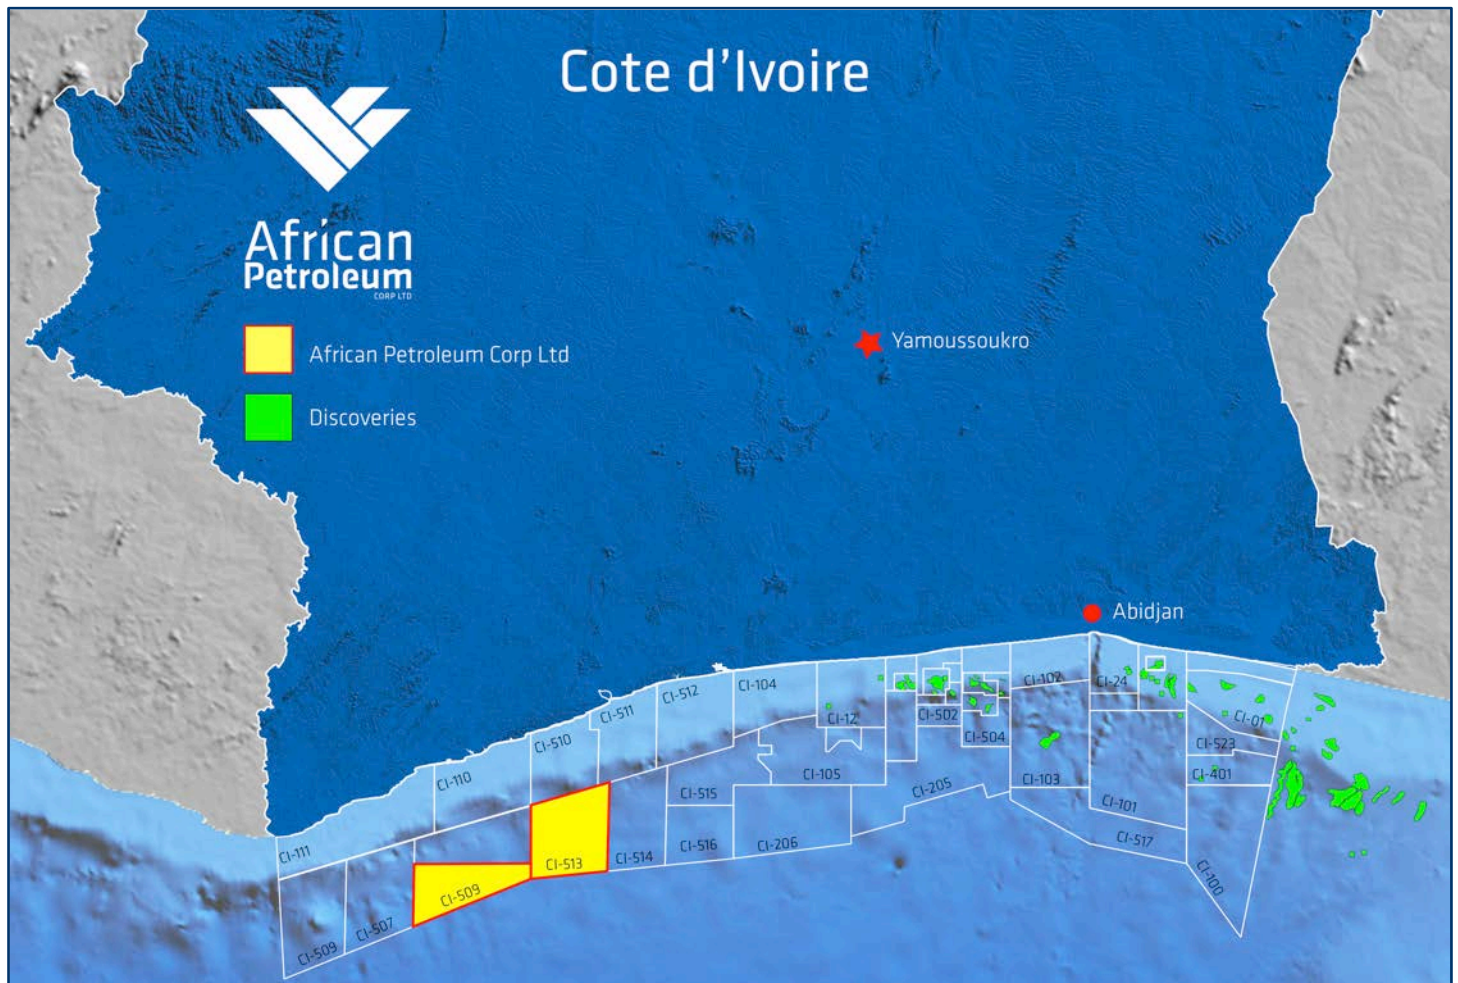 Cote d'Ivoire
African
Petroleum
CORP LTD
African Petroleum Corp Ltd
Discoveries
Yamoussoukro
Abidjan
CI-111
CI-110
CI-510
CI-511
CI-512
CI-104
CI-12
CI-502
CI-504
CI-102
CI-24
CI-01
CI-523
CI-401
CI-103
CI-101
CI-517
CI-100
CI-205
CI-105
CI-206
CI-515
CI-516
CI-514
CI-513
CI-509
CI-507
CI-509